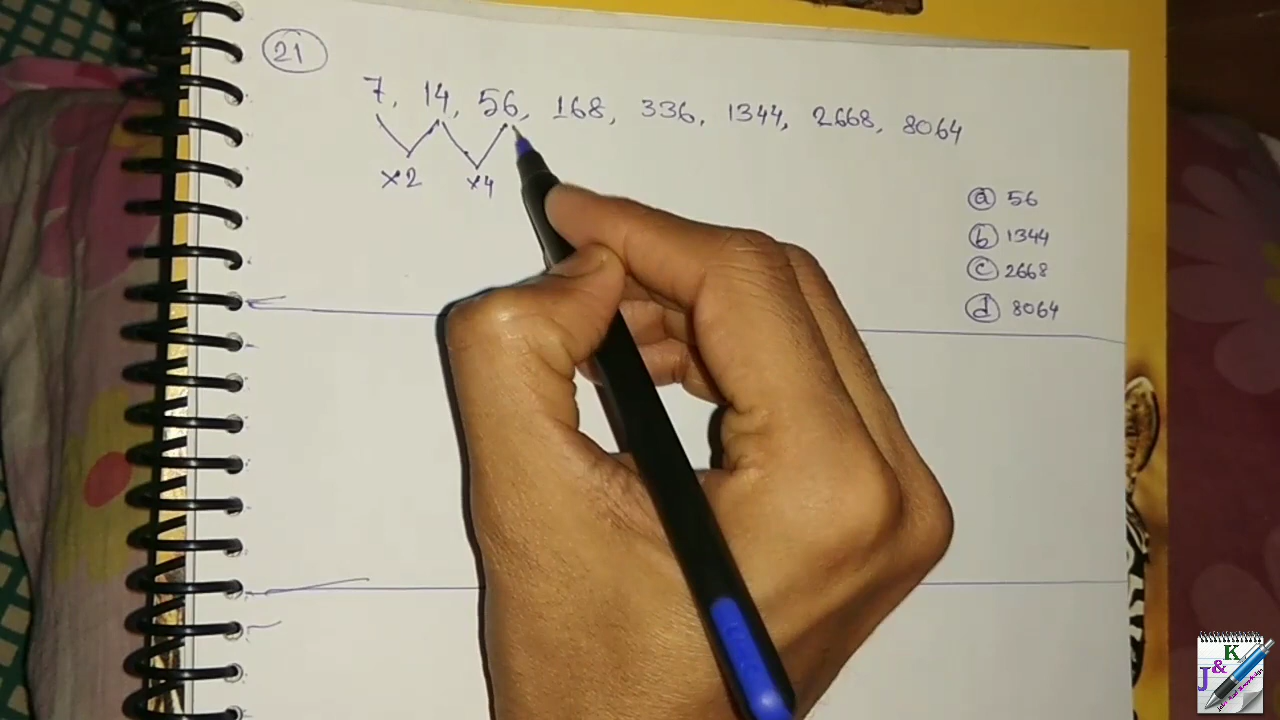 21
7, 14, 56, 168, 336, 1344, 2668, 8064
×2 ×4
a 56
b 1344
c 2668
d 8064
J&K